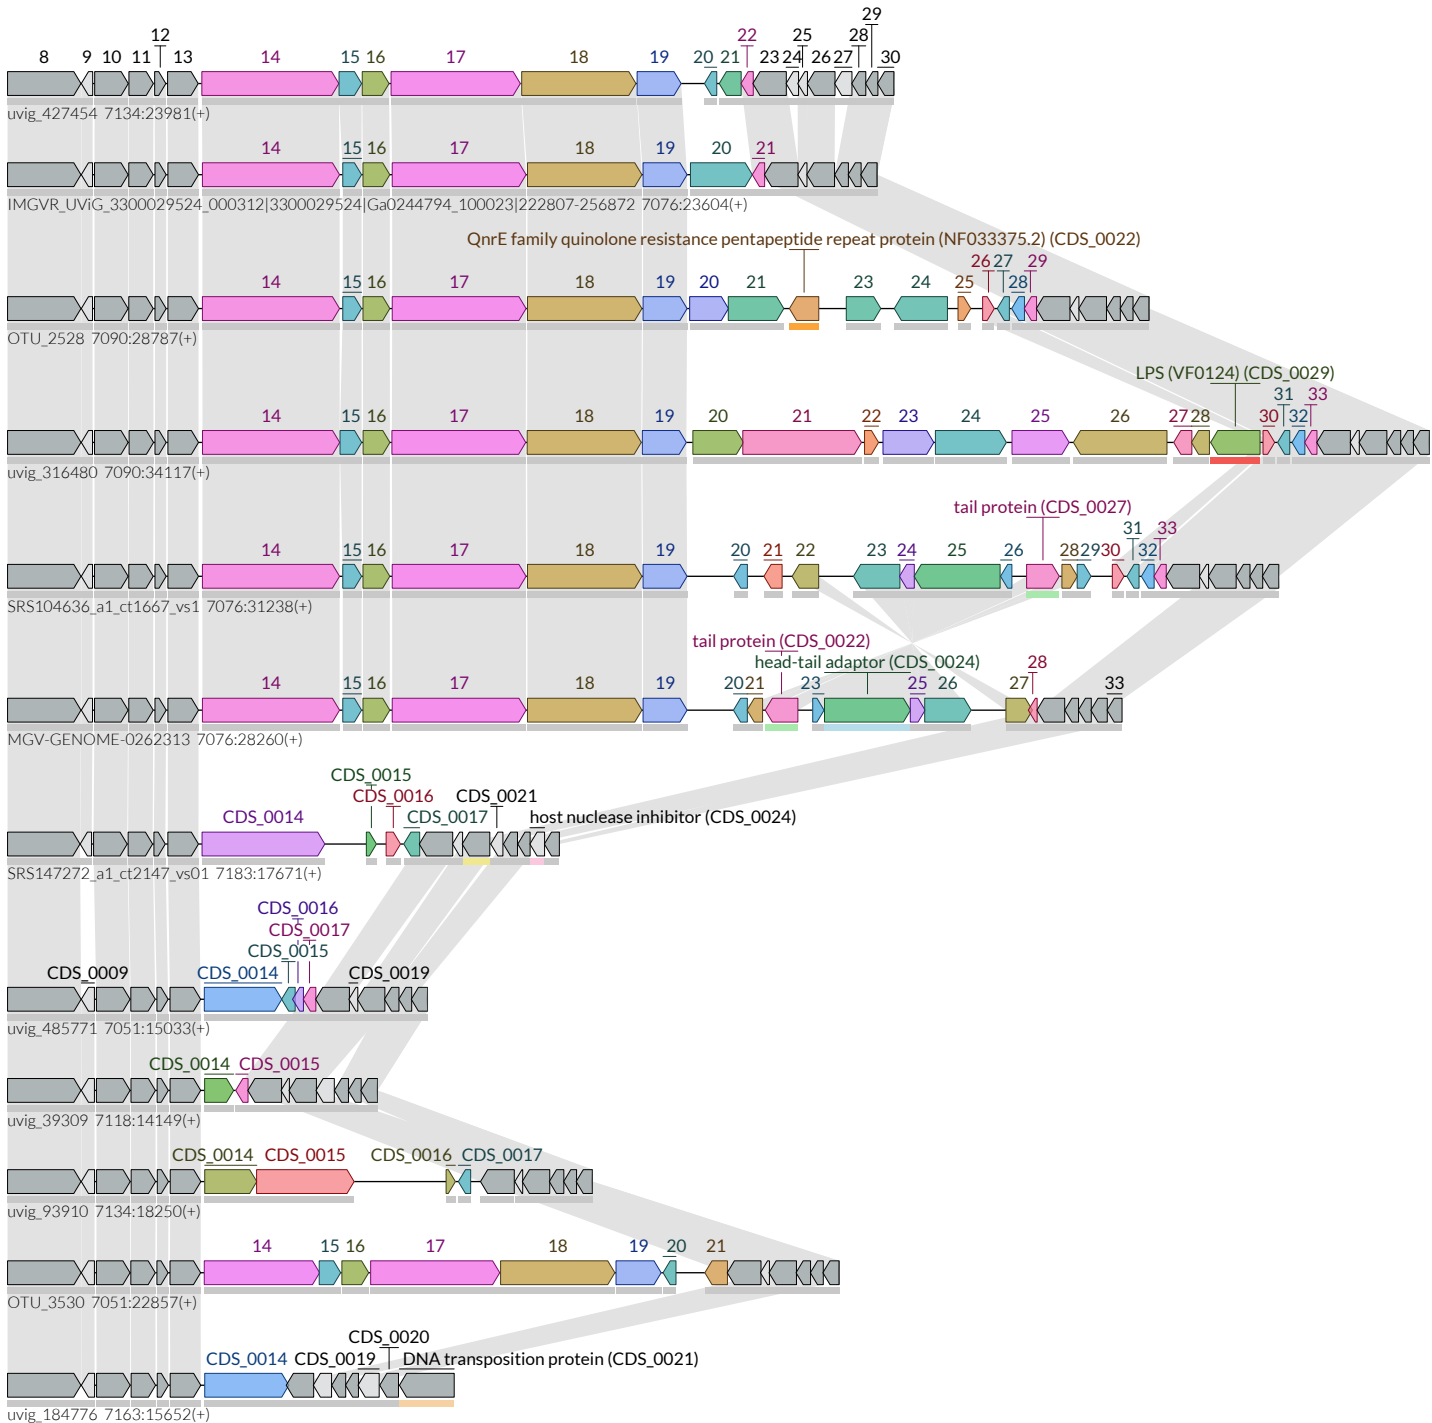 29
12 22 25 28
8 9 10 11 13 14 15 16 17 18 19 20 21 23 24 26 27 30
uvig_427454 7134:23981(+)
14 15 16 17 18 19 20 21
IMGVR_UViG_3300029524_000312|3300029524|Ga0244794_100023|222807-256872 7076:23604(+)
QnrE family quinolone resistance pentapeptide repeat protein (NF033375.2) (CDS_0022)
26 27 29
14 15 16 17 18 19 20 21 23 24 25 28
OTU_2528 7090:28787(+)
LPS (VF0124) (CDS_0029)
31 33
14 15 16 17 18 19 20 21 22 23 24 25 26 27 28 30 32
uvig_316480 7090:34117(+)
tail protein (CDS_0027)
31 33
14 15 16 17 18 19 20 21 22 23 24 25 26 28 29 30 32
SRS104636_a1_ct1667_vs1 7076:31238(+)
tail protein (CDS_0022)
head-tail adaptor (CDS_0024) 28
14 15 16 17 18 19 20 21 23 25 26 27 33
MGV-GENOME-0262313 7076:28260(+)
CDS_0015
CDS_0016 CDS_0021
CDS_0014 CDS_0017 host nuclease inhibitor (CDS_0024)
SRS147272_a1_ct2147_vs01 7183:17671(+)
CDS_0016
CDS_0017
CDS_0015
CDS_0009 CDS_0014 CDS_0019
uvig_485771 7051:15033(+)
CDS_0014 CDS_0015
uvig_39309 7118:14149(+)
CDS_0014 CDS_0015 CDS_0016 CDS_0017
uvig_93910 7134:18250(+)
14 15 16 17 18 19 20 21
OTU_3530 7051:22857(+)
CDS_0020
CDS_0014 CDS_0019 DNA transposition protein (CDS_0021)
uvig_184776 7163:15652(+)